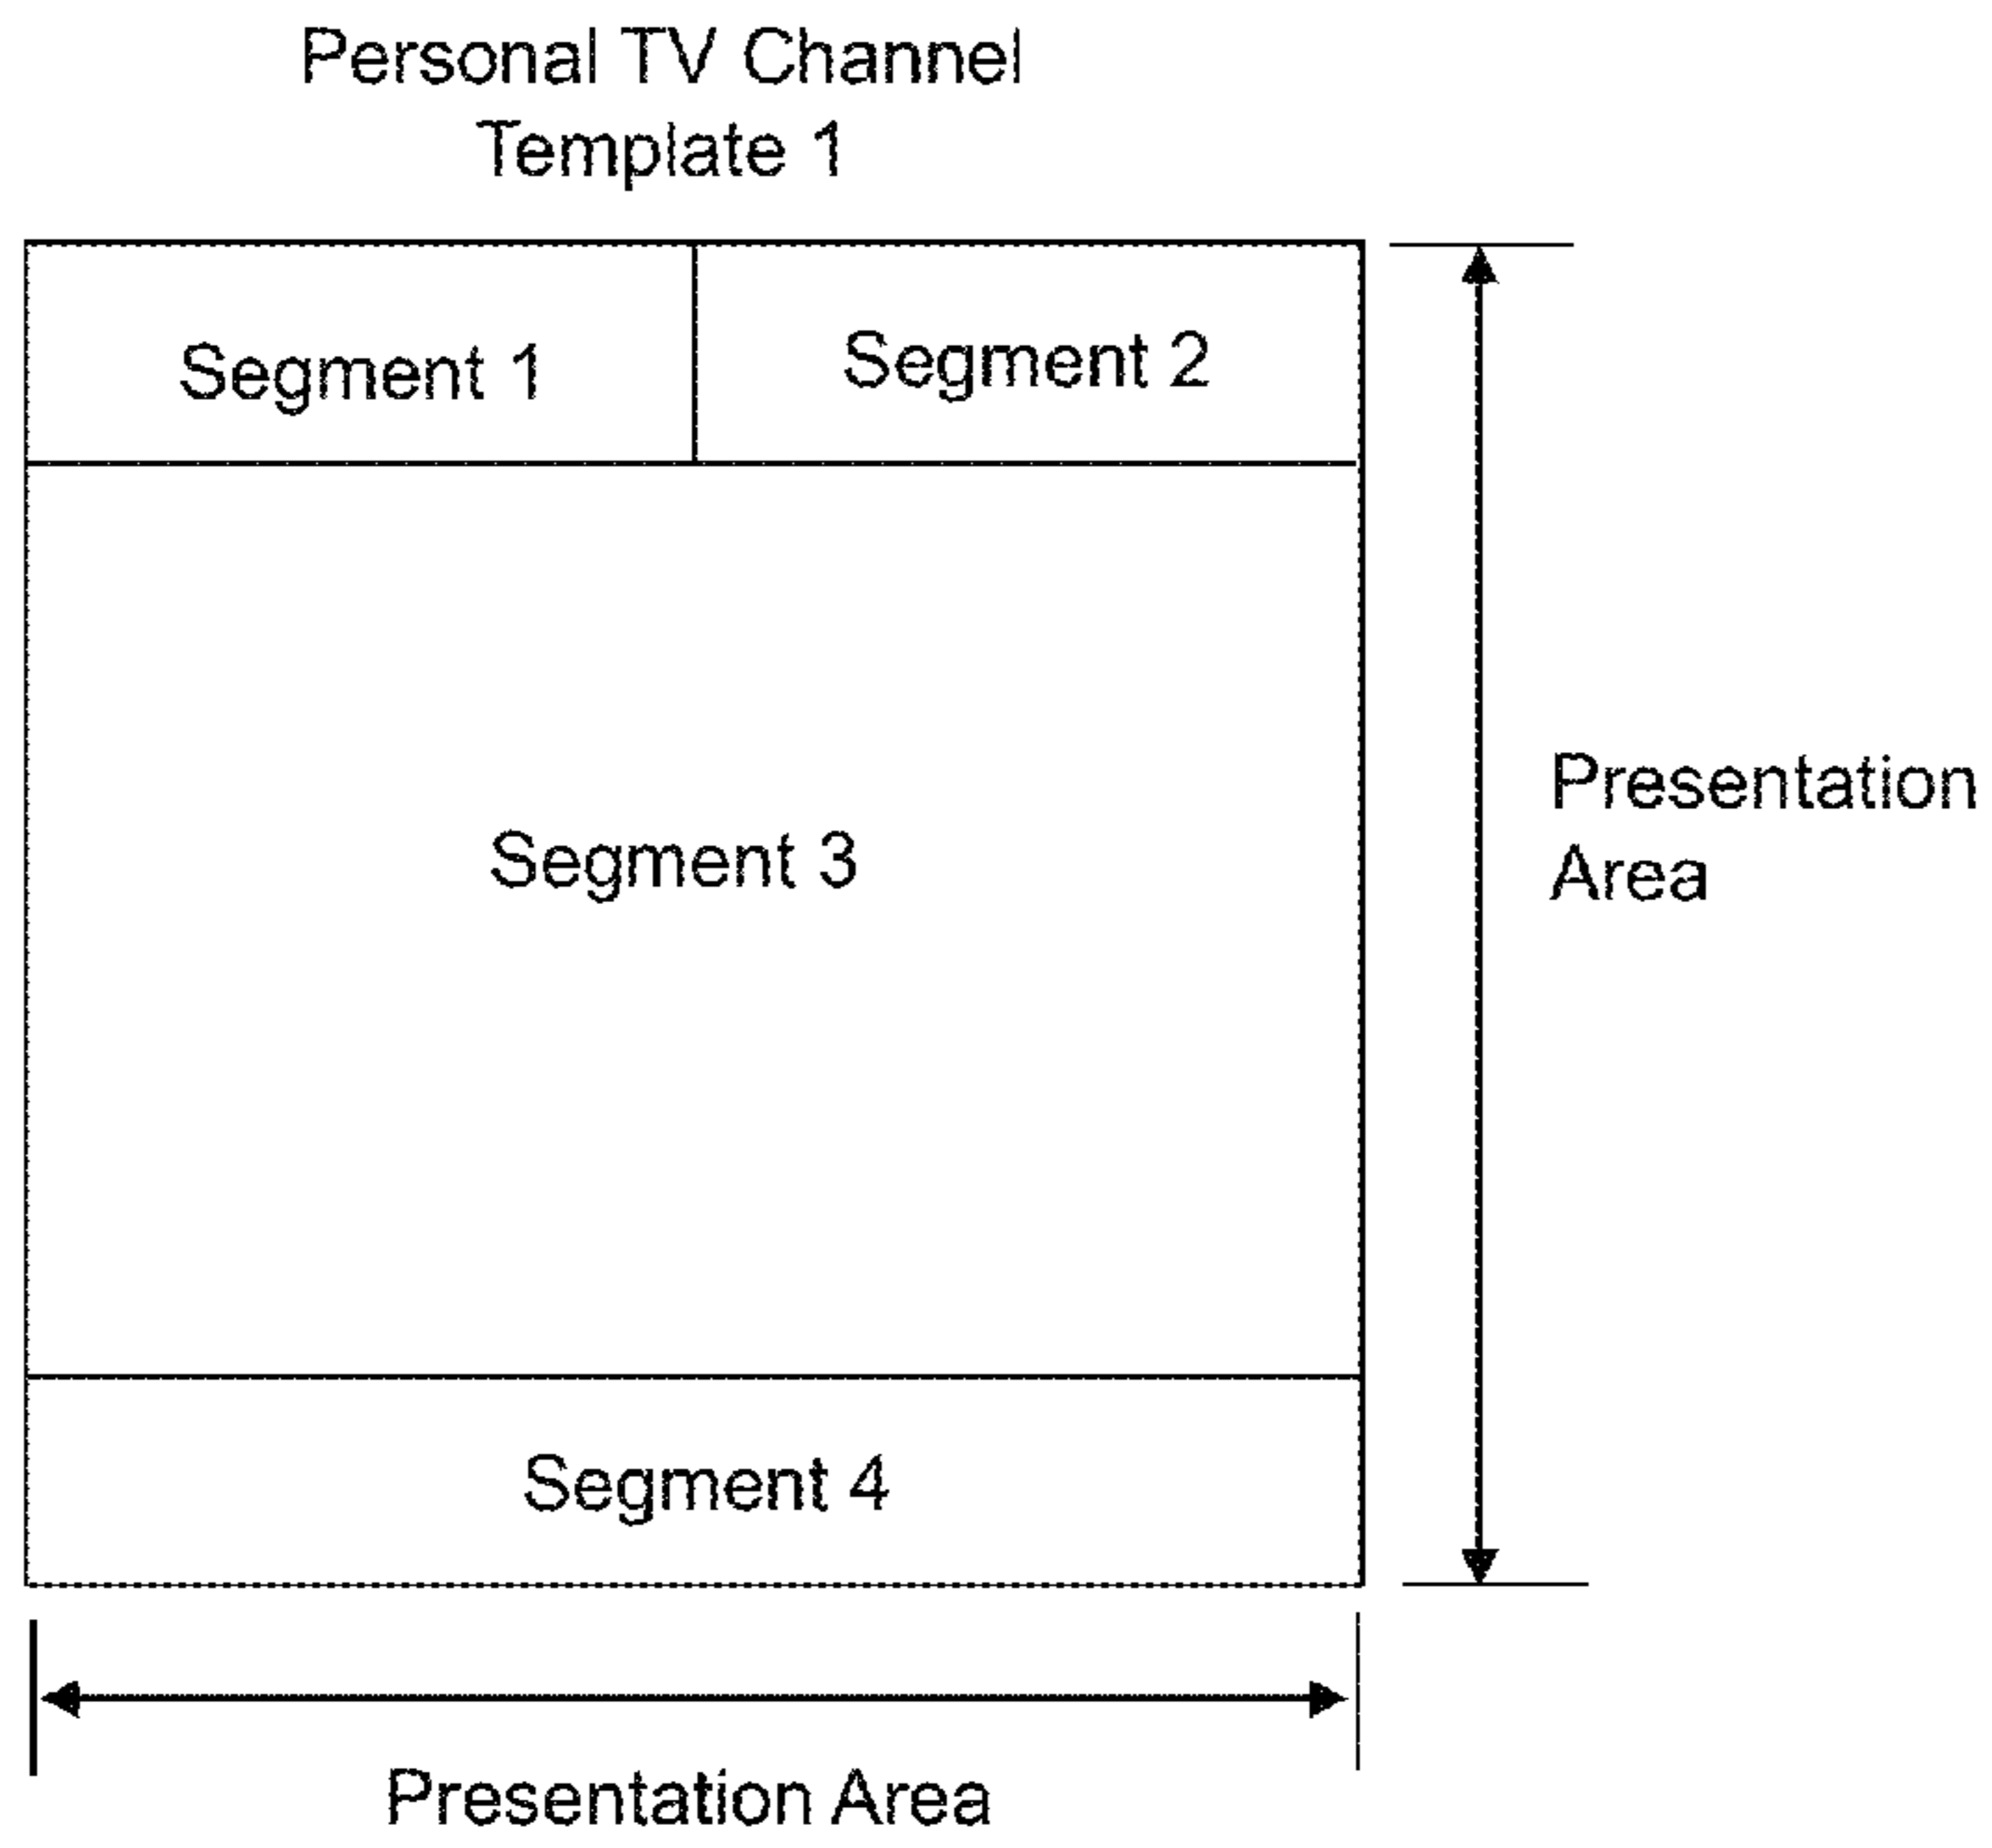 Personal TV Channel
Template 1
Segment 1
Segment 2
Segment 3
Presentation
Area
Segment 4
Presentation Area